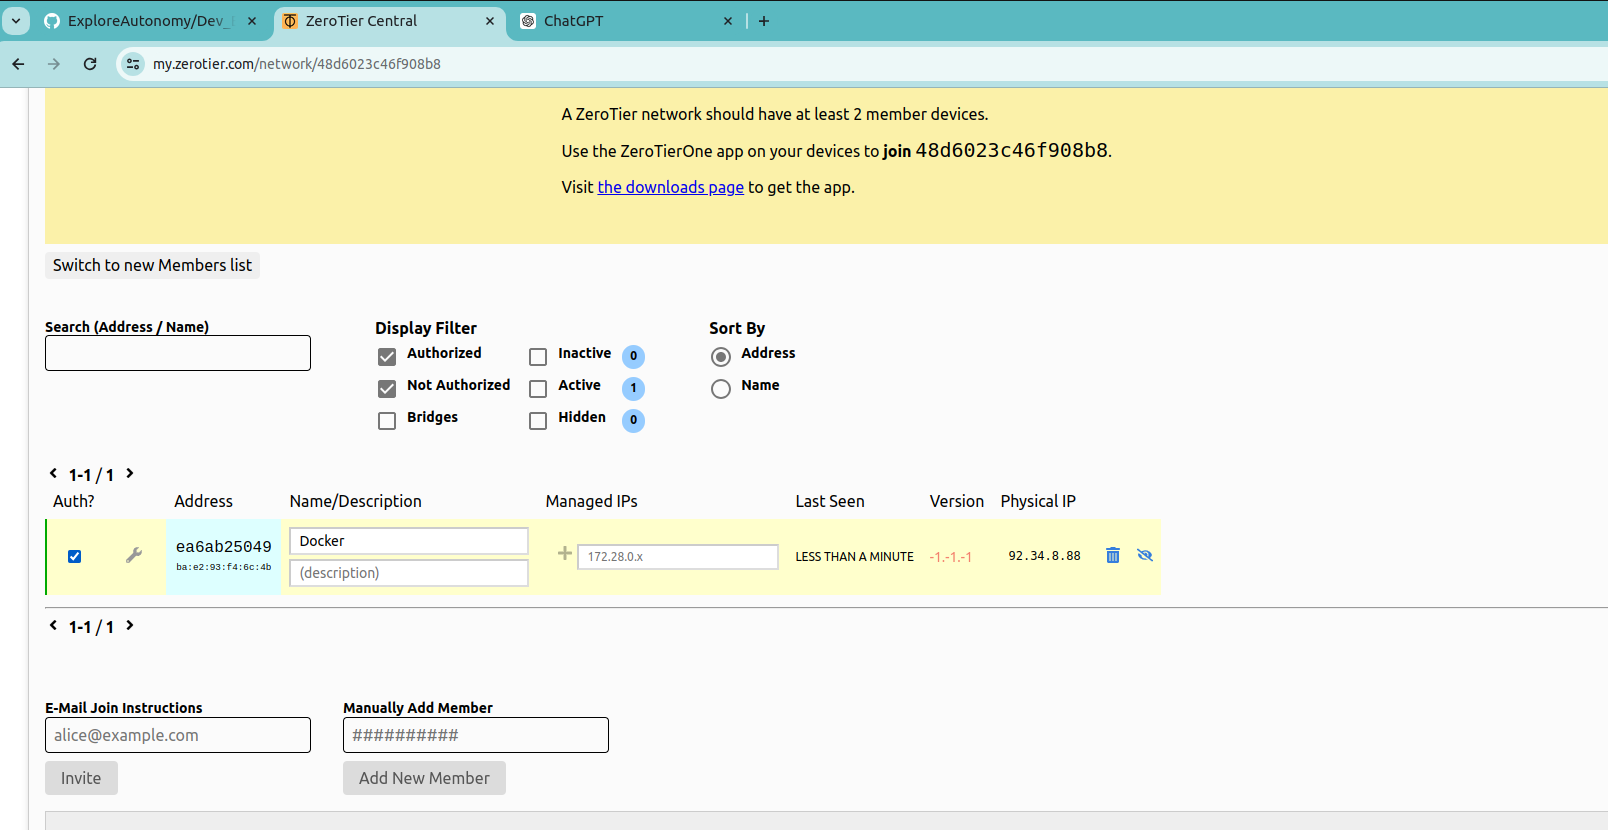 ExploreAutonomy/Dev_
ZeroTier Central
ChatGPT
my.zerotier.com/network/48d6023c46f908b8
A ZeroTier network should have at least 2 member devices.
Use the ZeroTierOne app on your devices to join 48d6023c46f908b8.
Visit the downloads page to get the app.
Switch to new Members list
Search (Address / Name)
Display Filter
Sort By
Authorized
Inactive 0
Address
Not Authorized
Active 1
Name
Bridges
Hidden 0
1-1 / 1
Auth? Address Name/Description Managed IPs Last Seen Version Physical IP
ea6ab25049
ba:e2:93:f4:6c:4b
Docker
(description)
172.28.0.x
LESS THAN A MINUTE
-1.-1.-1
92.34.8.88
1-1 / 1
E-Mail Join Instructions
Manually Add Member
alice@example.com
##########
Invite
Add New Member